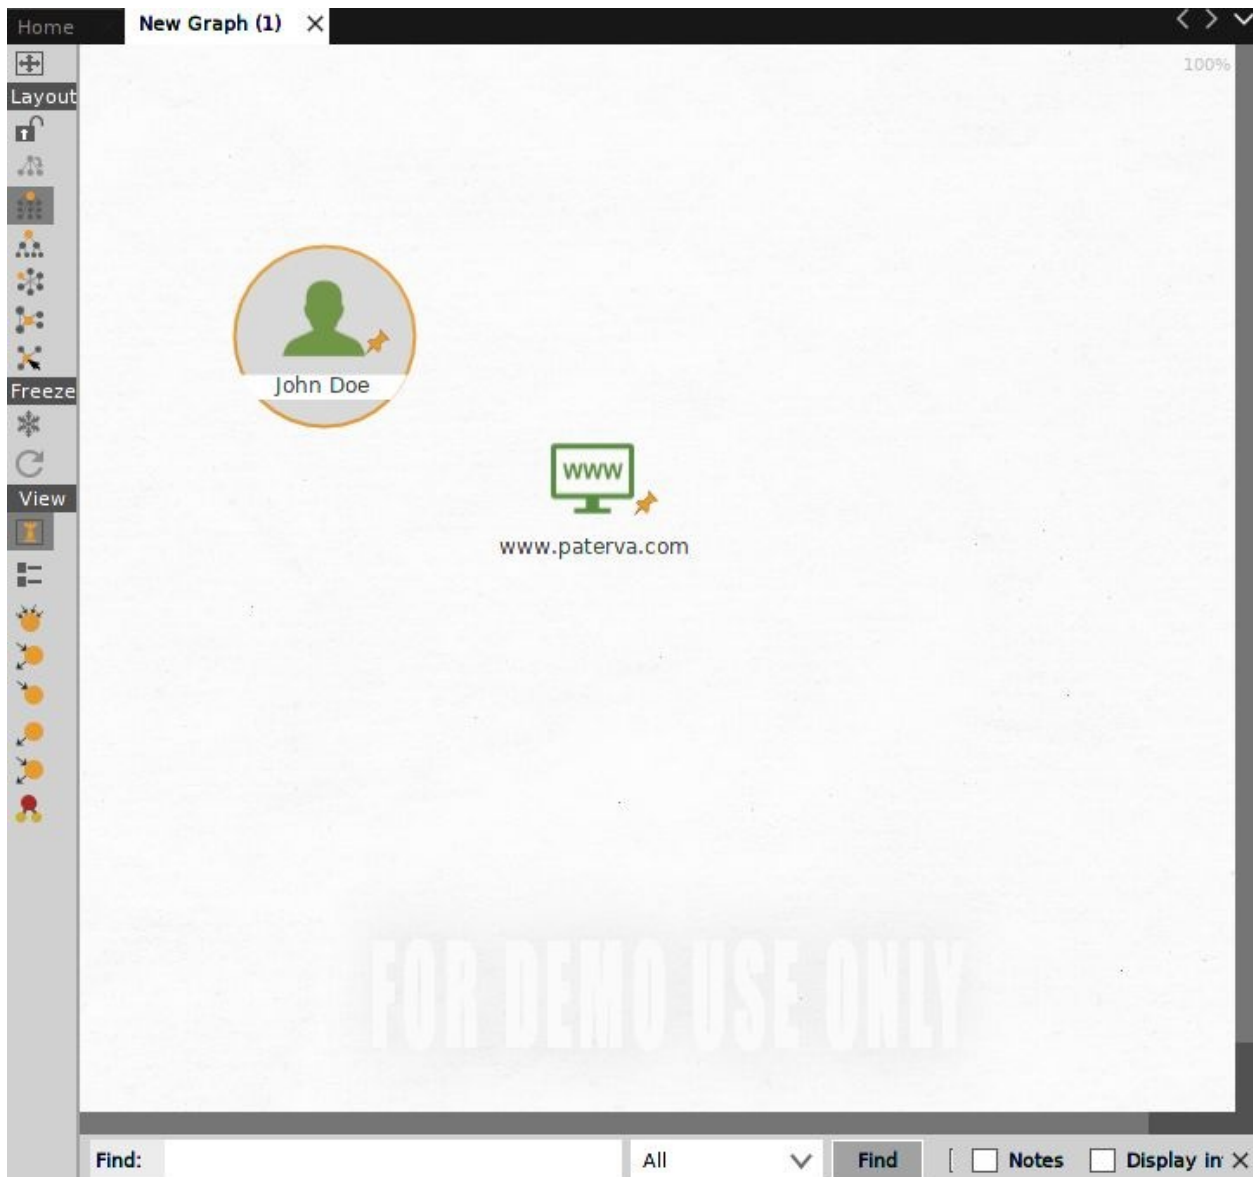 Home
New Graph (1)
100%
Layout
Freeze
View
John Doe
www
www.paterva.com
FOR DEMO USE ONLY
Find:
All
Find
Notes
Display in